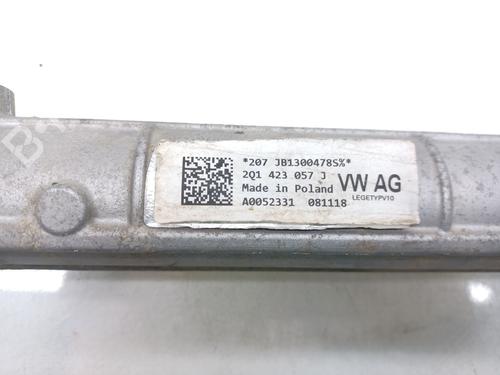 *207 JB1300478S%*
2Q1 423 057 J
Made in Poland
A0052331 081118
VW AG
LEGETYPV10